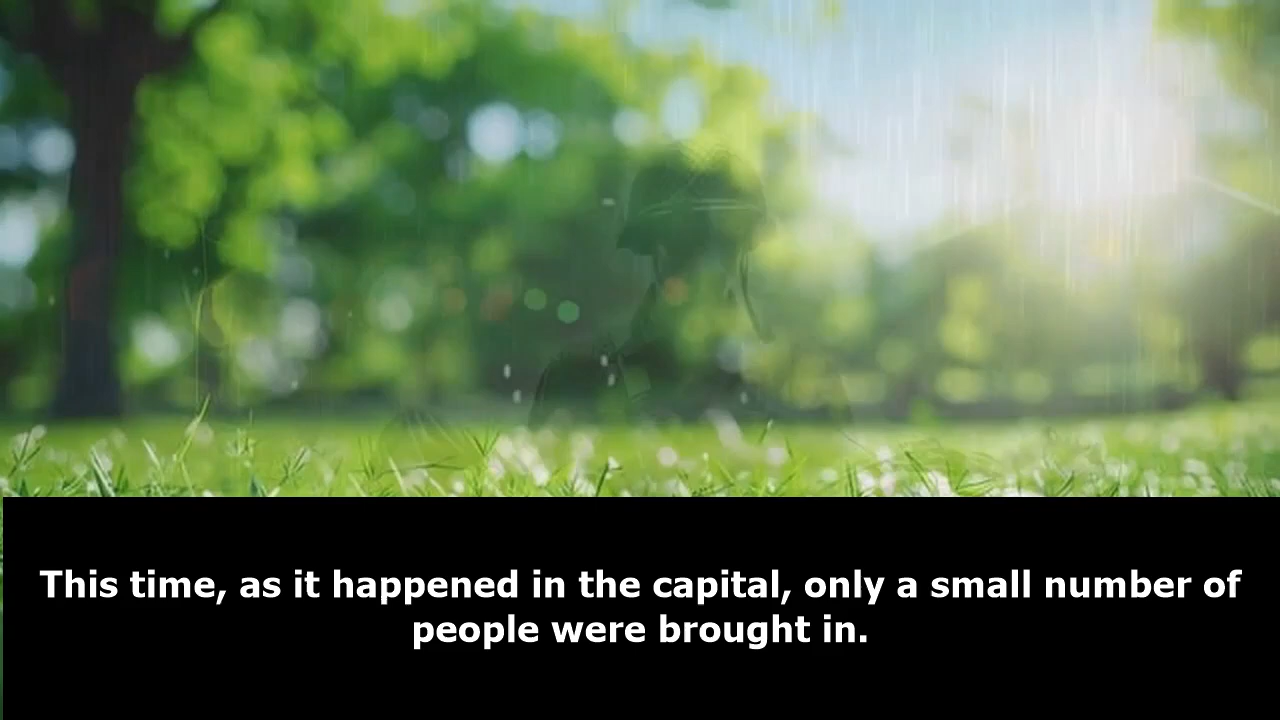 This time, as it happened in the capital, only a small number of
people were brought in.